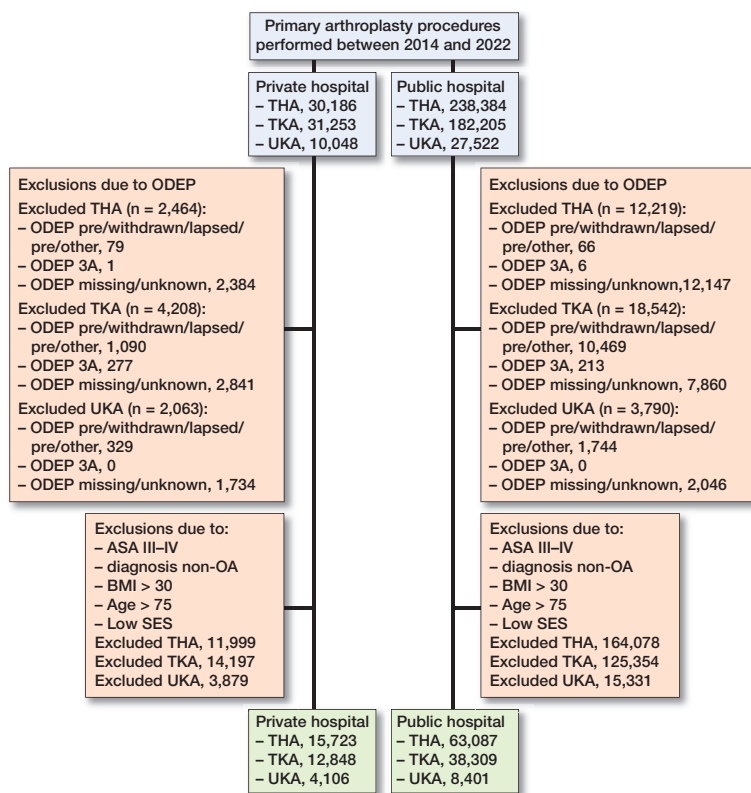 Primary arthroplasty procedures
performed between 2014 and 2022
Private hospital
– THA, 30,186
– TKA, 31,253
– UKA, 10,048
Public hospital
– THA, 238,384
– TKA, 182,205
– UKA, 27,522
Exclusions due to ODEP
Excluded THA (n = 2,464):
– ODEP pre/withdrawn/lapsed/
pre/other, 79
– ODEP 3A, 1
– ODEP missing/unknown, 2,384
Excluded TKA (n = 4,208):
– ODEP pre/withdrawn/lapsed/
pre/other, 1,090
– ODEP 3A, 277
– ODEP missing/unknown, 2,841
Excluded UKA (n = 2,063):
– ODEP pre/withdrawn/lapsed/
pre/other, 329
– ODEP 3A, 0
– ODEP missing/unknown, 1,734
Exclusions due to ODEP
Excluded THA (n = 12,219):
– ODEP pre/withdrawn/lapsed/
pre/other, 66
– ODEP 3A, 6
– ODEP missing/unknown,12,147
Excluded TKA (n = 18,542):
– ODEP pre/withdrawn/lapsed/
pre/other, 10,469
– ODEP 3A, 213
– ODEP missing/unknown, 7,860
Excluded UKA (n = 3,790):
– ODEP pre/withdrawn/lapsed/
pre/other, 1,744
– ODEP 3A, 0
– ODEP missing/unknown, 2,046
Exclusions due to:
– ASA III–IV
– diagnosis non-OA
– BMI > 30
– Age > 75
– Low SES
Excluded THA, 11,999
Excluded TKA, 14,197
Excluded UKA, 3,879
Exclusions due to:
– ASA III–IV
– diagnosis non-OA
– BMI > 30
– Age > 75
– Low SES
Excluded THA, 164,078
Excluded TKA, 125,354
Excluded UKA, 15,331
Private hospital
– THA, 15,723
– TKA, 12,848
– UKA, 4,106
Public hospital
– THA, 63,087
– TKA, 38,309
– UKA, 8,401